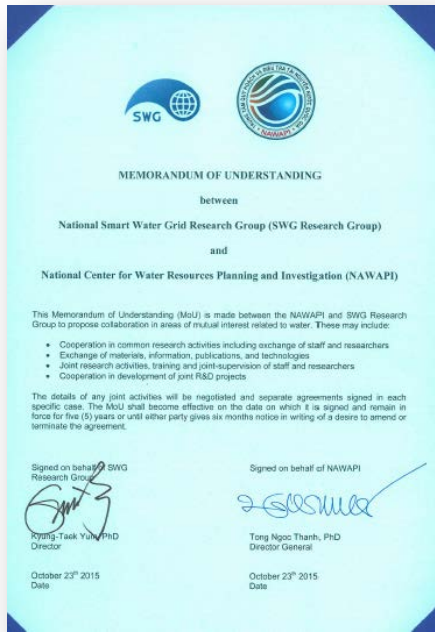 SWG
NAWAPI
MEMORANDUM OF UNDERSTANDING
between
National Smart Water Grid Research Group (SWG Research Group)
and
National Center for Water Resources Planning and Investigation (NAWAPI)
This Memorandum of Understanding (MoU) is made between the NAWAPI and SWG Research
Group to propose collaboration in areas of mutual interest related to water. These may include:
• Cooperation in common research activities including exchange of staff and researchers
• Exchange of materials, information, publications, and technologies
• Joint research activities, training and joint-supervision of staff and researchers
• Cooperation in development of joint R&D projects
The details of any joint activities will be negotiated and separate agreements signed in each
specific case. The MoU shall become effective on the date on which it is signed and remain in
force for five (5) years or until either party gives six months notice in writing of a desire to amend or
terminate the agreement.
Signed on behalf of SWG
Research Group
Kyung-Taek Yum, PhD
Director
October 23th 2015
Date
Signed on behalf of NAWAPI
Tong Ngoc Thanh, PhD
Director General
October 23th 2015
Date